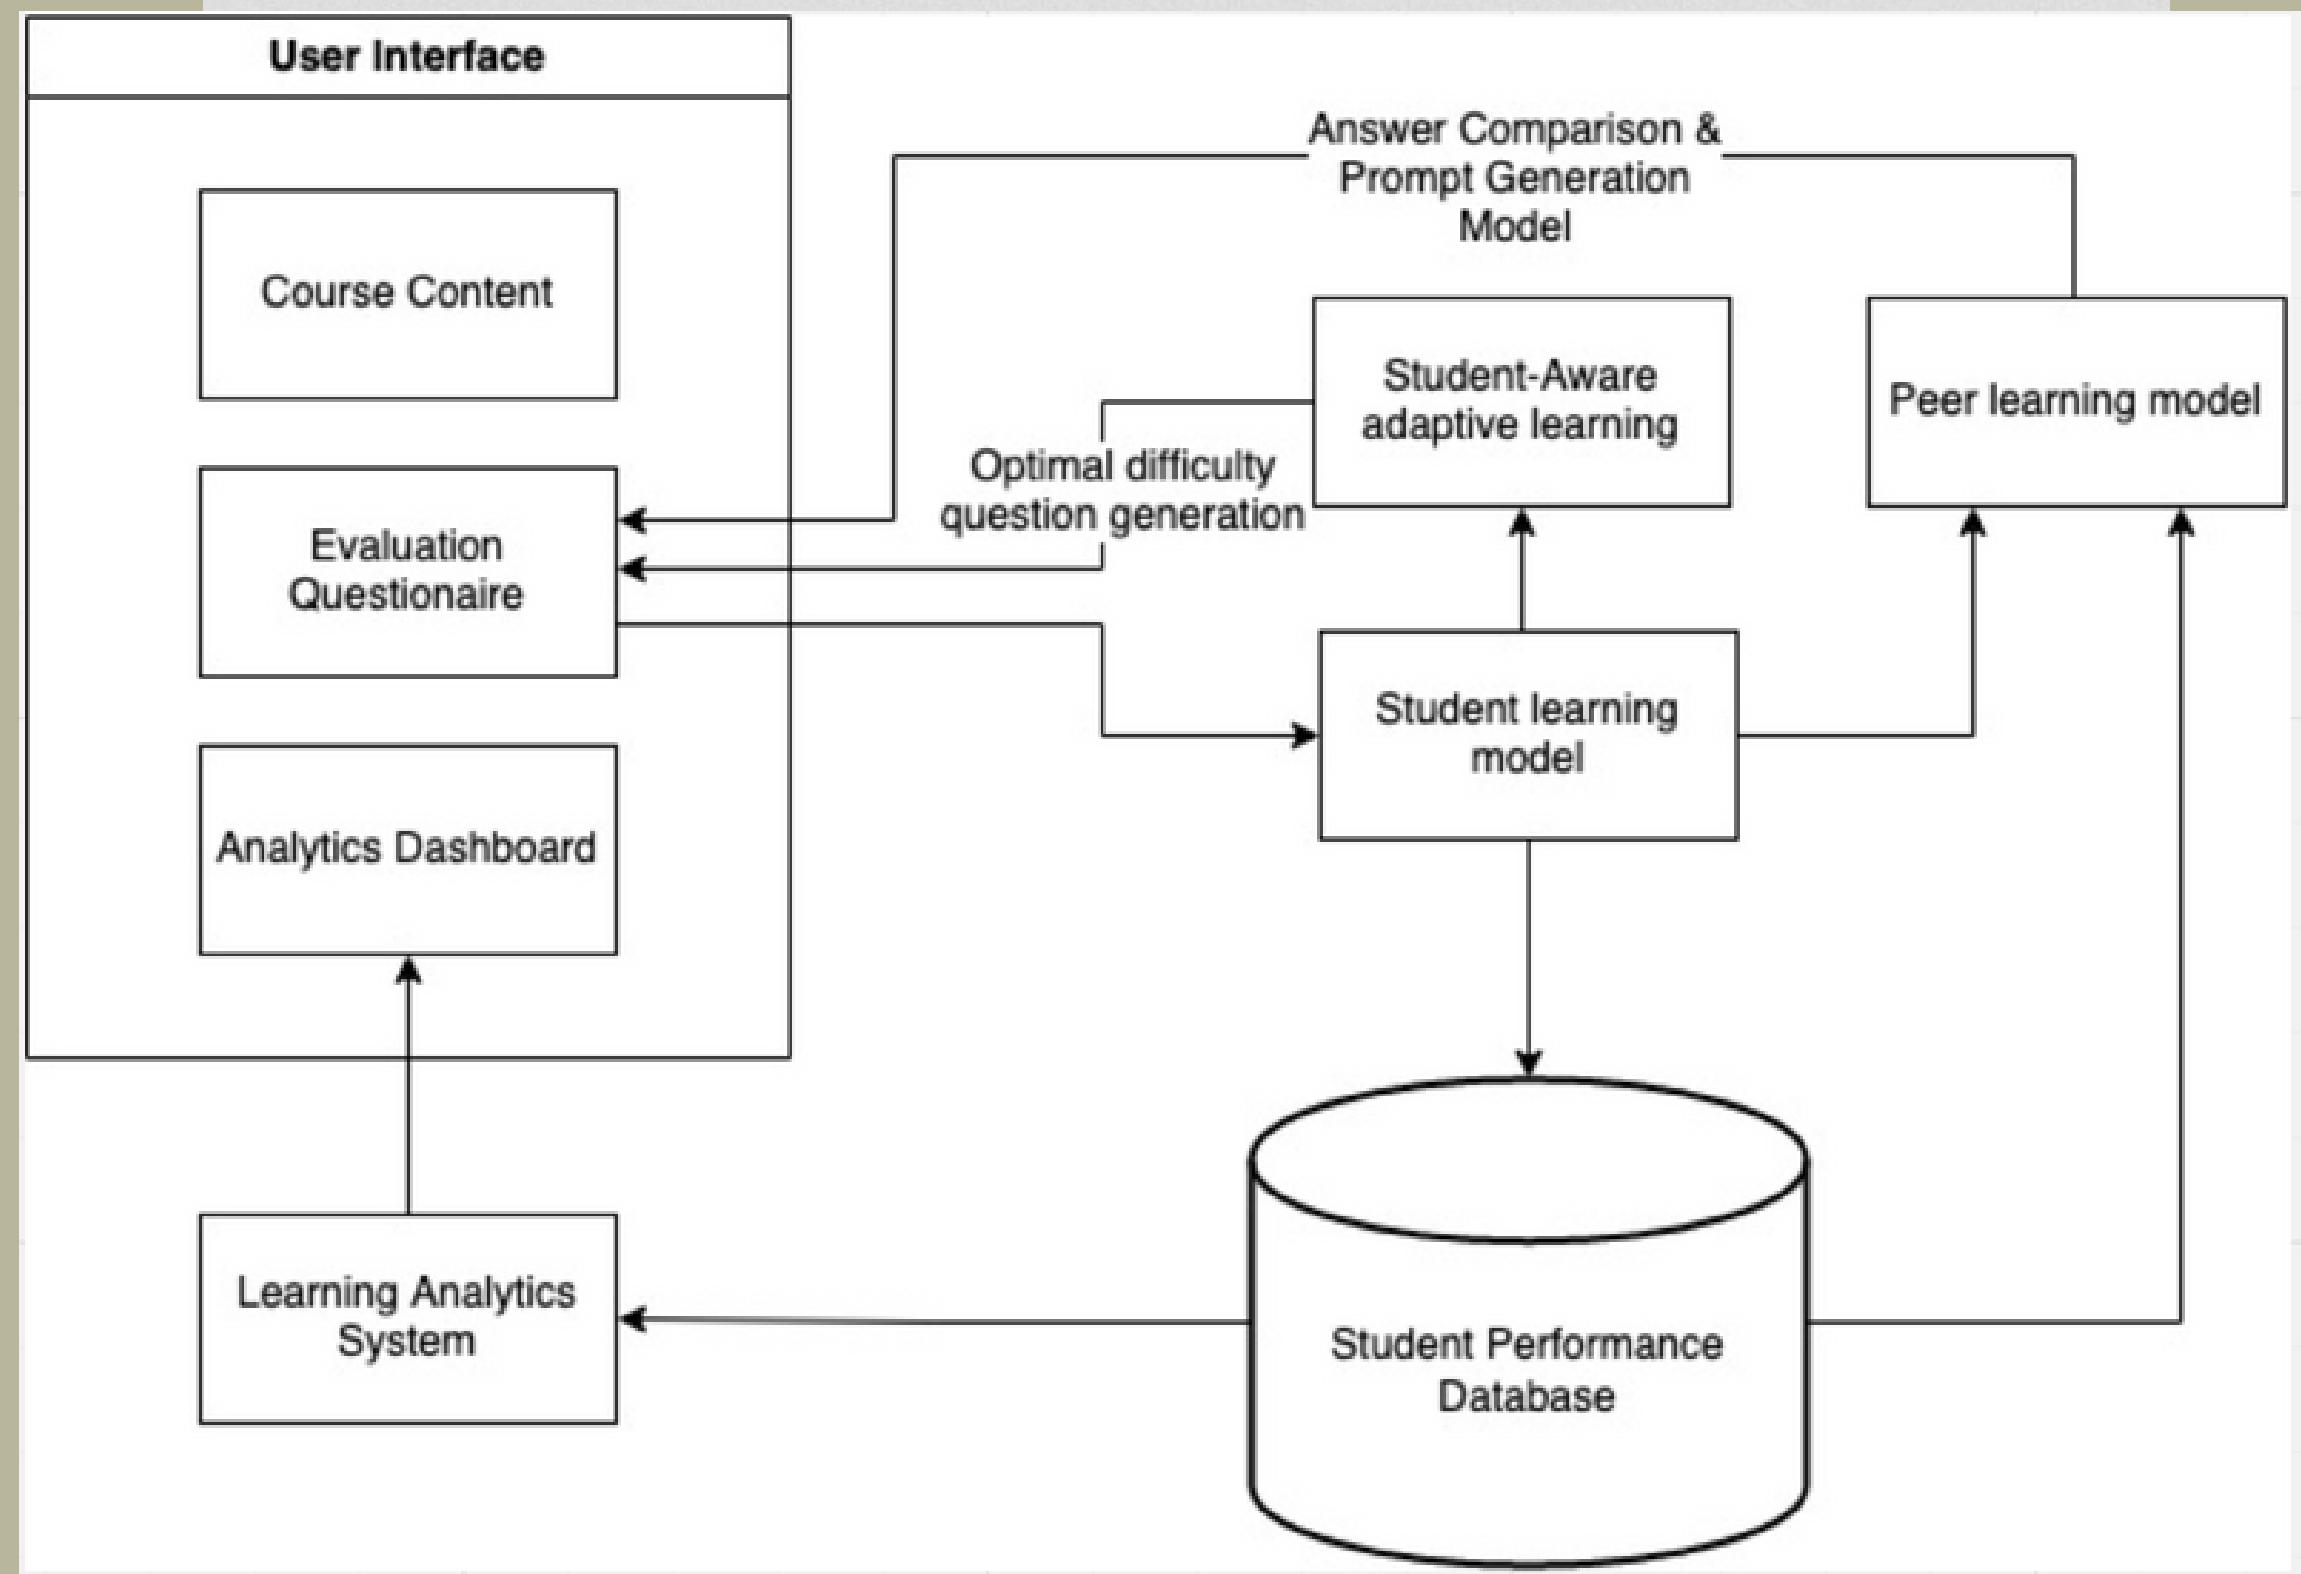 User Interface
Course Content
Evaluation
Questionaire
Analytics Dashboard
Learning Analytics
System
Answer Comparison &
Prompt Generation
Model
Optimal difficulty
question generation
Student-Aware
adaptive learning
Peer learning model
Student learning
model
Student Performance
Database